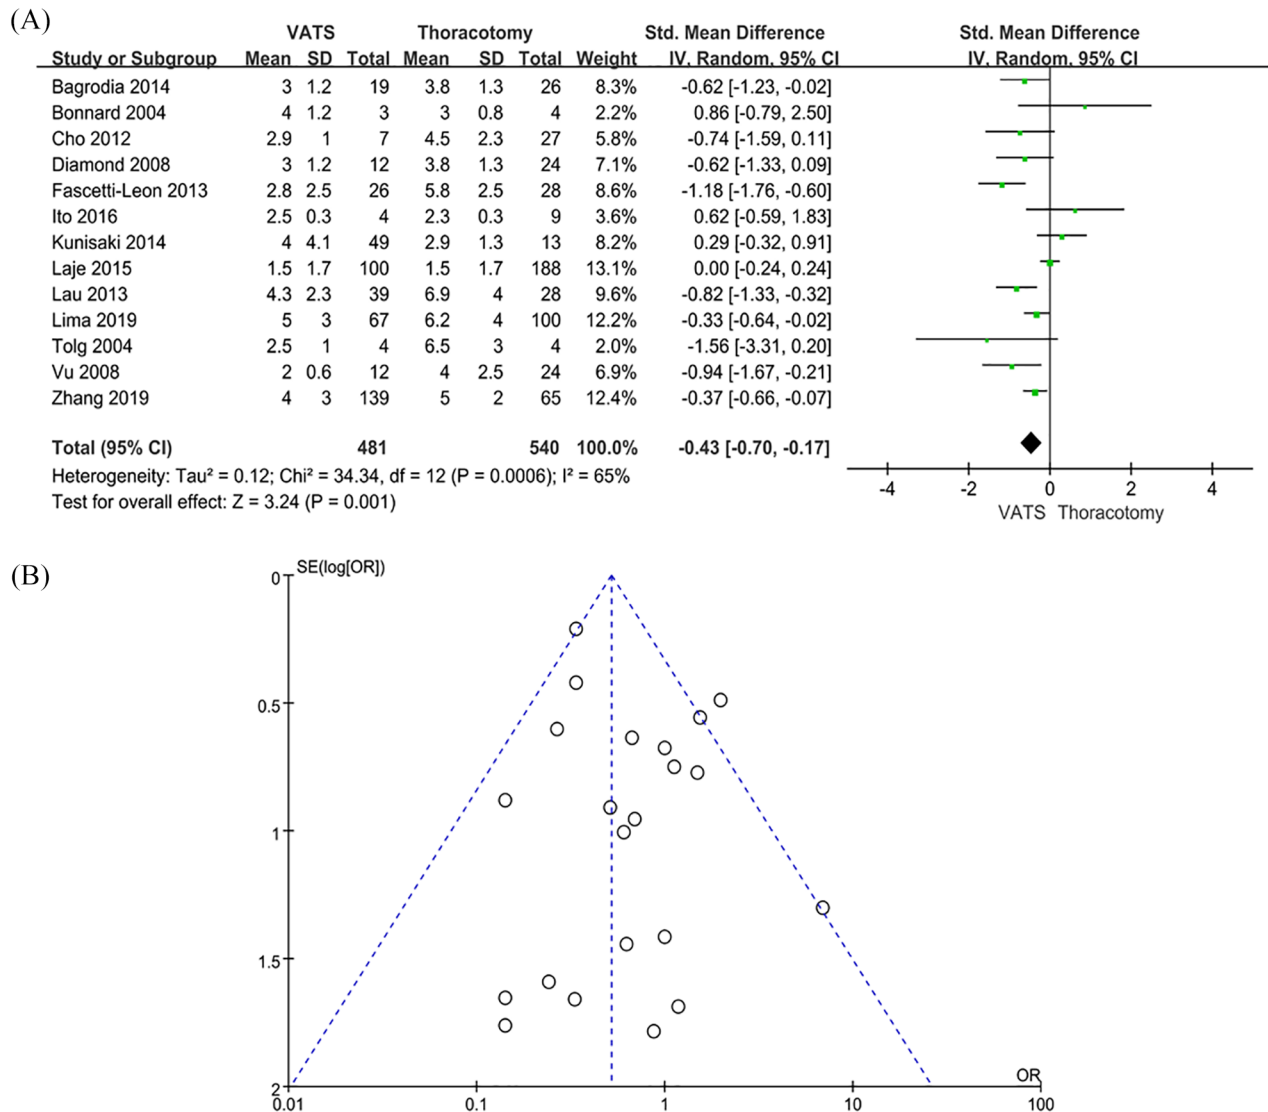 (A)
VATS Thoracotomy Std. Mean Difference Std. Mean Difference
Study or Subgroup Mean SD Total Mean SD Total Weight IV, Random, 95% CI IV, Random, 95% CI
Bagrodia 2014 3 1.2 19 3.8 1.3 26 8.3% -0.62 [-1.23, -0.02]
Bonnard 2004 4 1.2 3 3 0.8 4 2.2% 0.86 [-0.79, 2.50]
Cho 2012 2.9 1 7 4.5 2.3 27 5.8% -0.74 [-1.59, 0.11]
Diamond 2008 3 1.2 12 3.8 1.3 24 7.1% -0.62 [-1.33, 0.09]
Fascetti-Leon 2013 2.8 2.5 26 5.8 2.5 28 8.6% -1.18 [-1.76, -0.60]
Ito 2016 2.5 0.3 4 2.3 0.3 9 3.6% 0.62 [-0.59, 1.83]
Kunisaki 2014 4 4.1 49 2.9 1.3 13 8.2% 0.29 [-0.32, 0.91]
Laje 2015 1.5 1.7 100 1.5 1.7 188 13.1% 0.00 [-0.24, 0.24]
Lau 2013 4.3 2.3 39 6.9 4 28 9.6% -0.82 [-1.33, -0.32]
Lima 2019 5 3 67 6.2 4 100 12.2% -0.33 [-0.64, -0.02]
Tolg 2004 2.5 1 4 6.5 3 4 2.0% -1.56 [-3.31, 0.20]
Vu 2008 2 0.6 12 4 2.5 24 6.9% -0.94 [-1.67, -0.21]
Zhang 2019 4 3 139 5 2 65 12.4% -0.37 [-0.66, -0.07]
Total (95% CI) 481 540 100.0% -0.43 [-0.70, -0.17]
Heterogeneity: Tau² = 0.12; Chi² = 34.34, df = 12 (P = 0.0006); I² = 65%
Test for overall effect: Z = 3.24 (P = 0.001)
-4 -2 0 2 4
VATS Thoracotomy
(B)
SE(log[OR])
0
0.5
1
1.5
2
OR
0.01 0.1 1 10 100